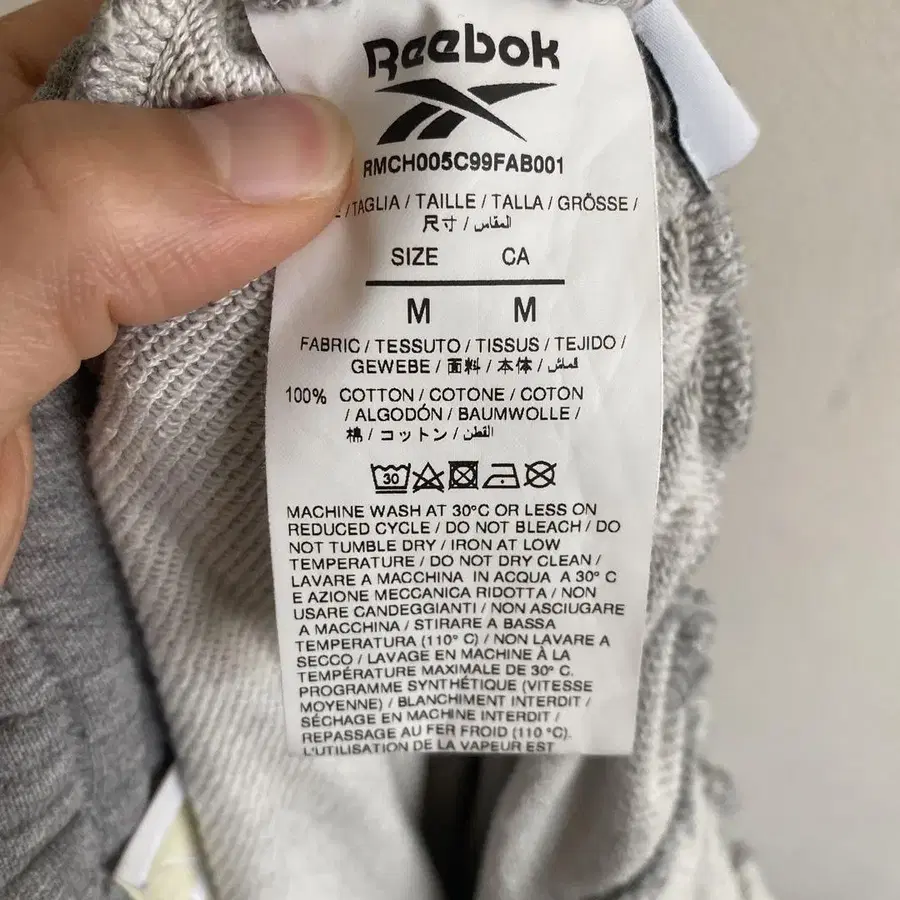 Reebok
RMCH005C99FAB001
/ TAGLIA / TAILLE / TALLA / GRÖSSE /
尺寸 / المقاس
SIZE CA
M M
FABRIC / TESSUTO / TISSUS / TEJIDO /
GEWEBE / 面料 / 本体 / قماش
100% COTTON / COTONE / COTON
/ ALGODÓN / BAUMWOLLE /
棉 / コットン / القطن
30
MACHINE WASH AT 30°C OR LESS ON
REDUCED CYCLE / DO NOT BLEACH / DO
NOT TUMBLE DRY / IRON AT LOW
TEMPERATURE / DO NOT DRY CLEAN /
LAVARE A MACCHINA IN ACQUA A 30° C
E AZIONE MECCANICA RIDOTTA / NON
USARE CANDEGGIANTI / NON ASCIUGARE
A MACCHINA / STIRARE A BASSA
TEMPERATURA (110° C) / NON LAVARE A
SECCO / LAVAGE EN MACHINE À LA
TEMPÉRATURE MAXIMALE DE 30° C.
PROGRAMME SYNTHÉTIQUE (VITESSE
MOYENNE) / BLANCHIMENT INTERDIT /
SÉCHAGE EN MACHINE INTERDIT /
REPASSAGE AU FER FROID (110 °C).
L'UTILISATION DE LA VAPEUR EST